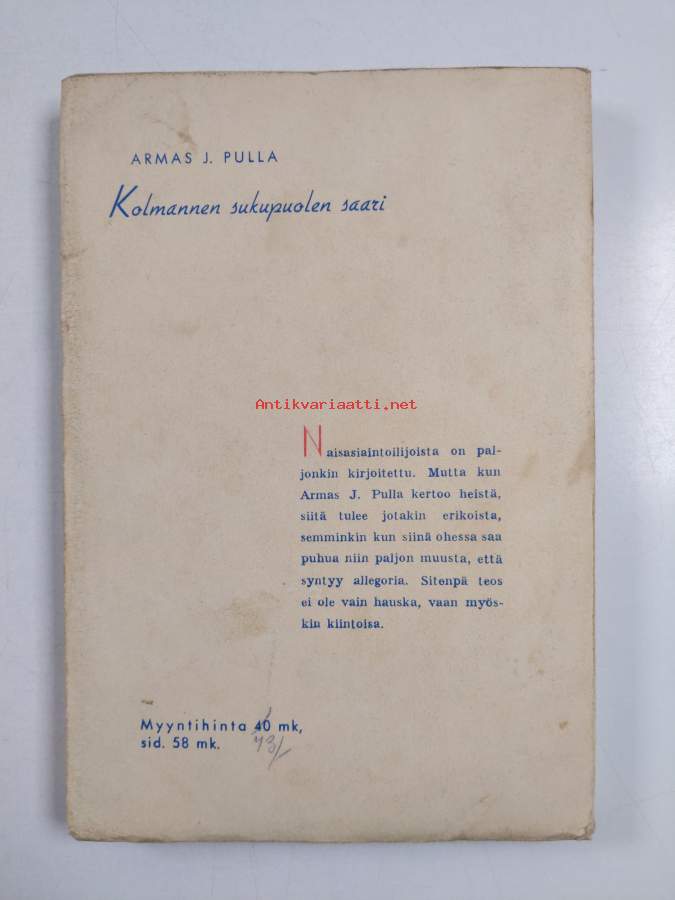 ARMAS J. PULLA
Kolmannen sukupuolen saari
Antikvariaatti.net
Naisasiaintoilijoista on pal-
jonkin kirjoitettu. Mutta kun
Armas J. Pulla kertoo heistä,
siitä tulee jotakin erikoista,
semminkin kun siinä ohessa saa
puhua niin paljon muusta, että
syntyy allegoria. Sitenpä teos
ei ole vain hauska, vaan myös-
kin kiintoisa.
Myyntihinta 40 mk,
sid. 58 mk.